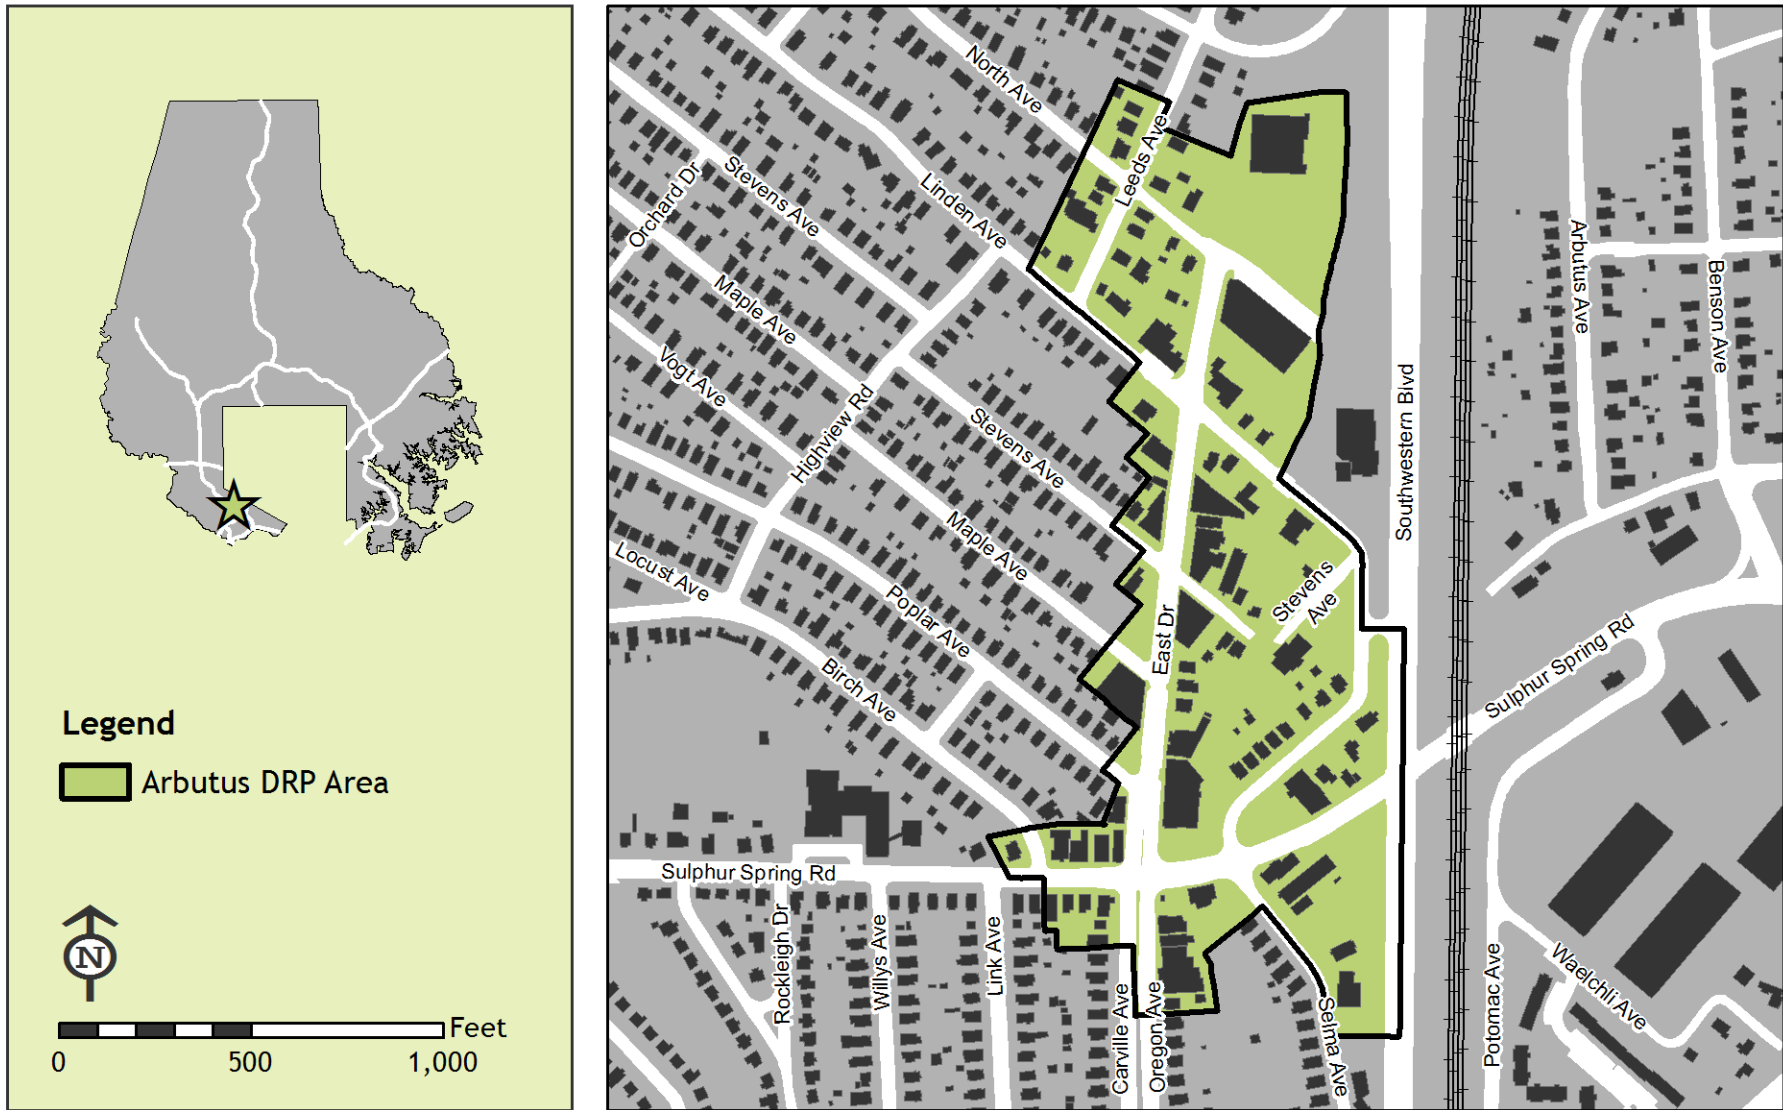 Legend
Arbutus DRP Area
N
Feet
0
500
1,000
North Ave
Leeds Ave
Orchard Dr
Stevens Ave
Linden Ave
Arbutus Ave
Benson Ave
Maple Ave
Vogt Ave
Highview Rd
Stevens Ave
Southwestern Blvd
Maple Ave
Locust Ave
Poplar Ave
Stevens
Ave
East Dr
Sulphur Spring Rd
Birch Ave
Sulphur Spring Rd
Rockleigh Dr
Willys Ave
Link Ave
Carville Ave
Oregon Ave
Selma Ave
Potomac Ave
Waelchli Ave